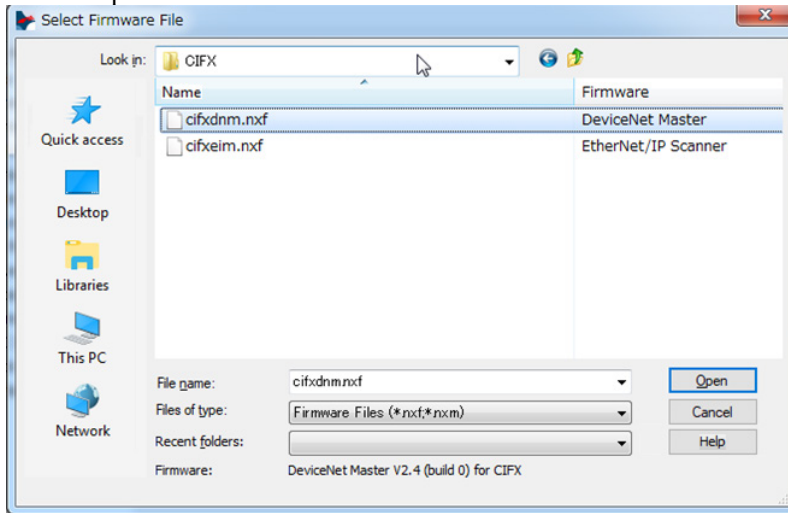 Select Firmware File
Look in: CIFX
Name Firmware
cifxdnm.nxf DeviceNet Master
cifxeim.nxf EtherNet/IP Scanner
Quick access
Desktop
Libraries
This PC
Network
File name: cifxdnm.nxf Open
Files of type: Firmware Files (*.nxf;*.nxm) Cancel
Recent folders: Help
Firmware: DeviceNet Master V2.4 (build 0) for CIFX